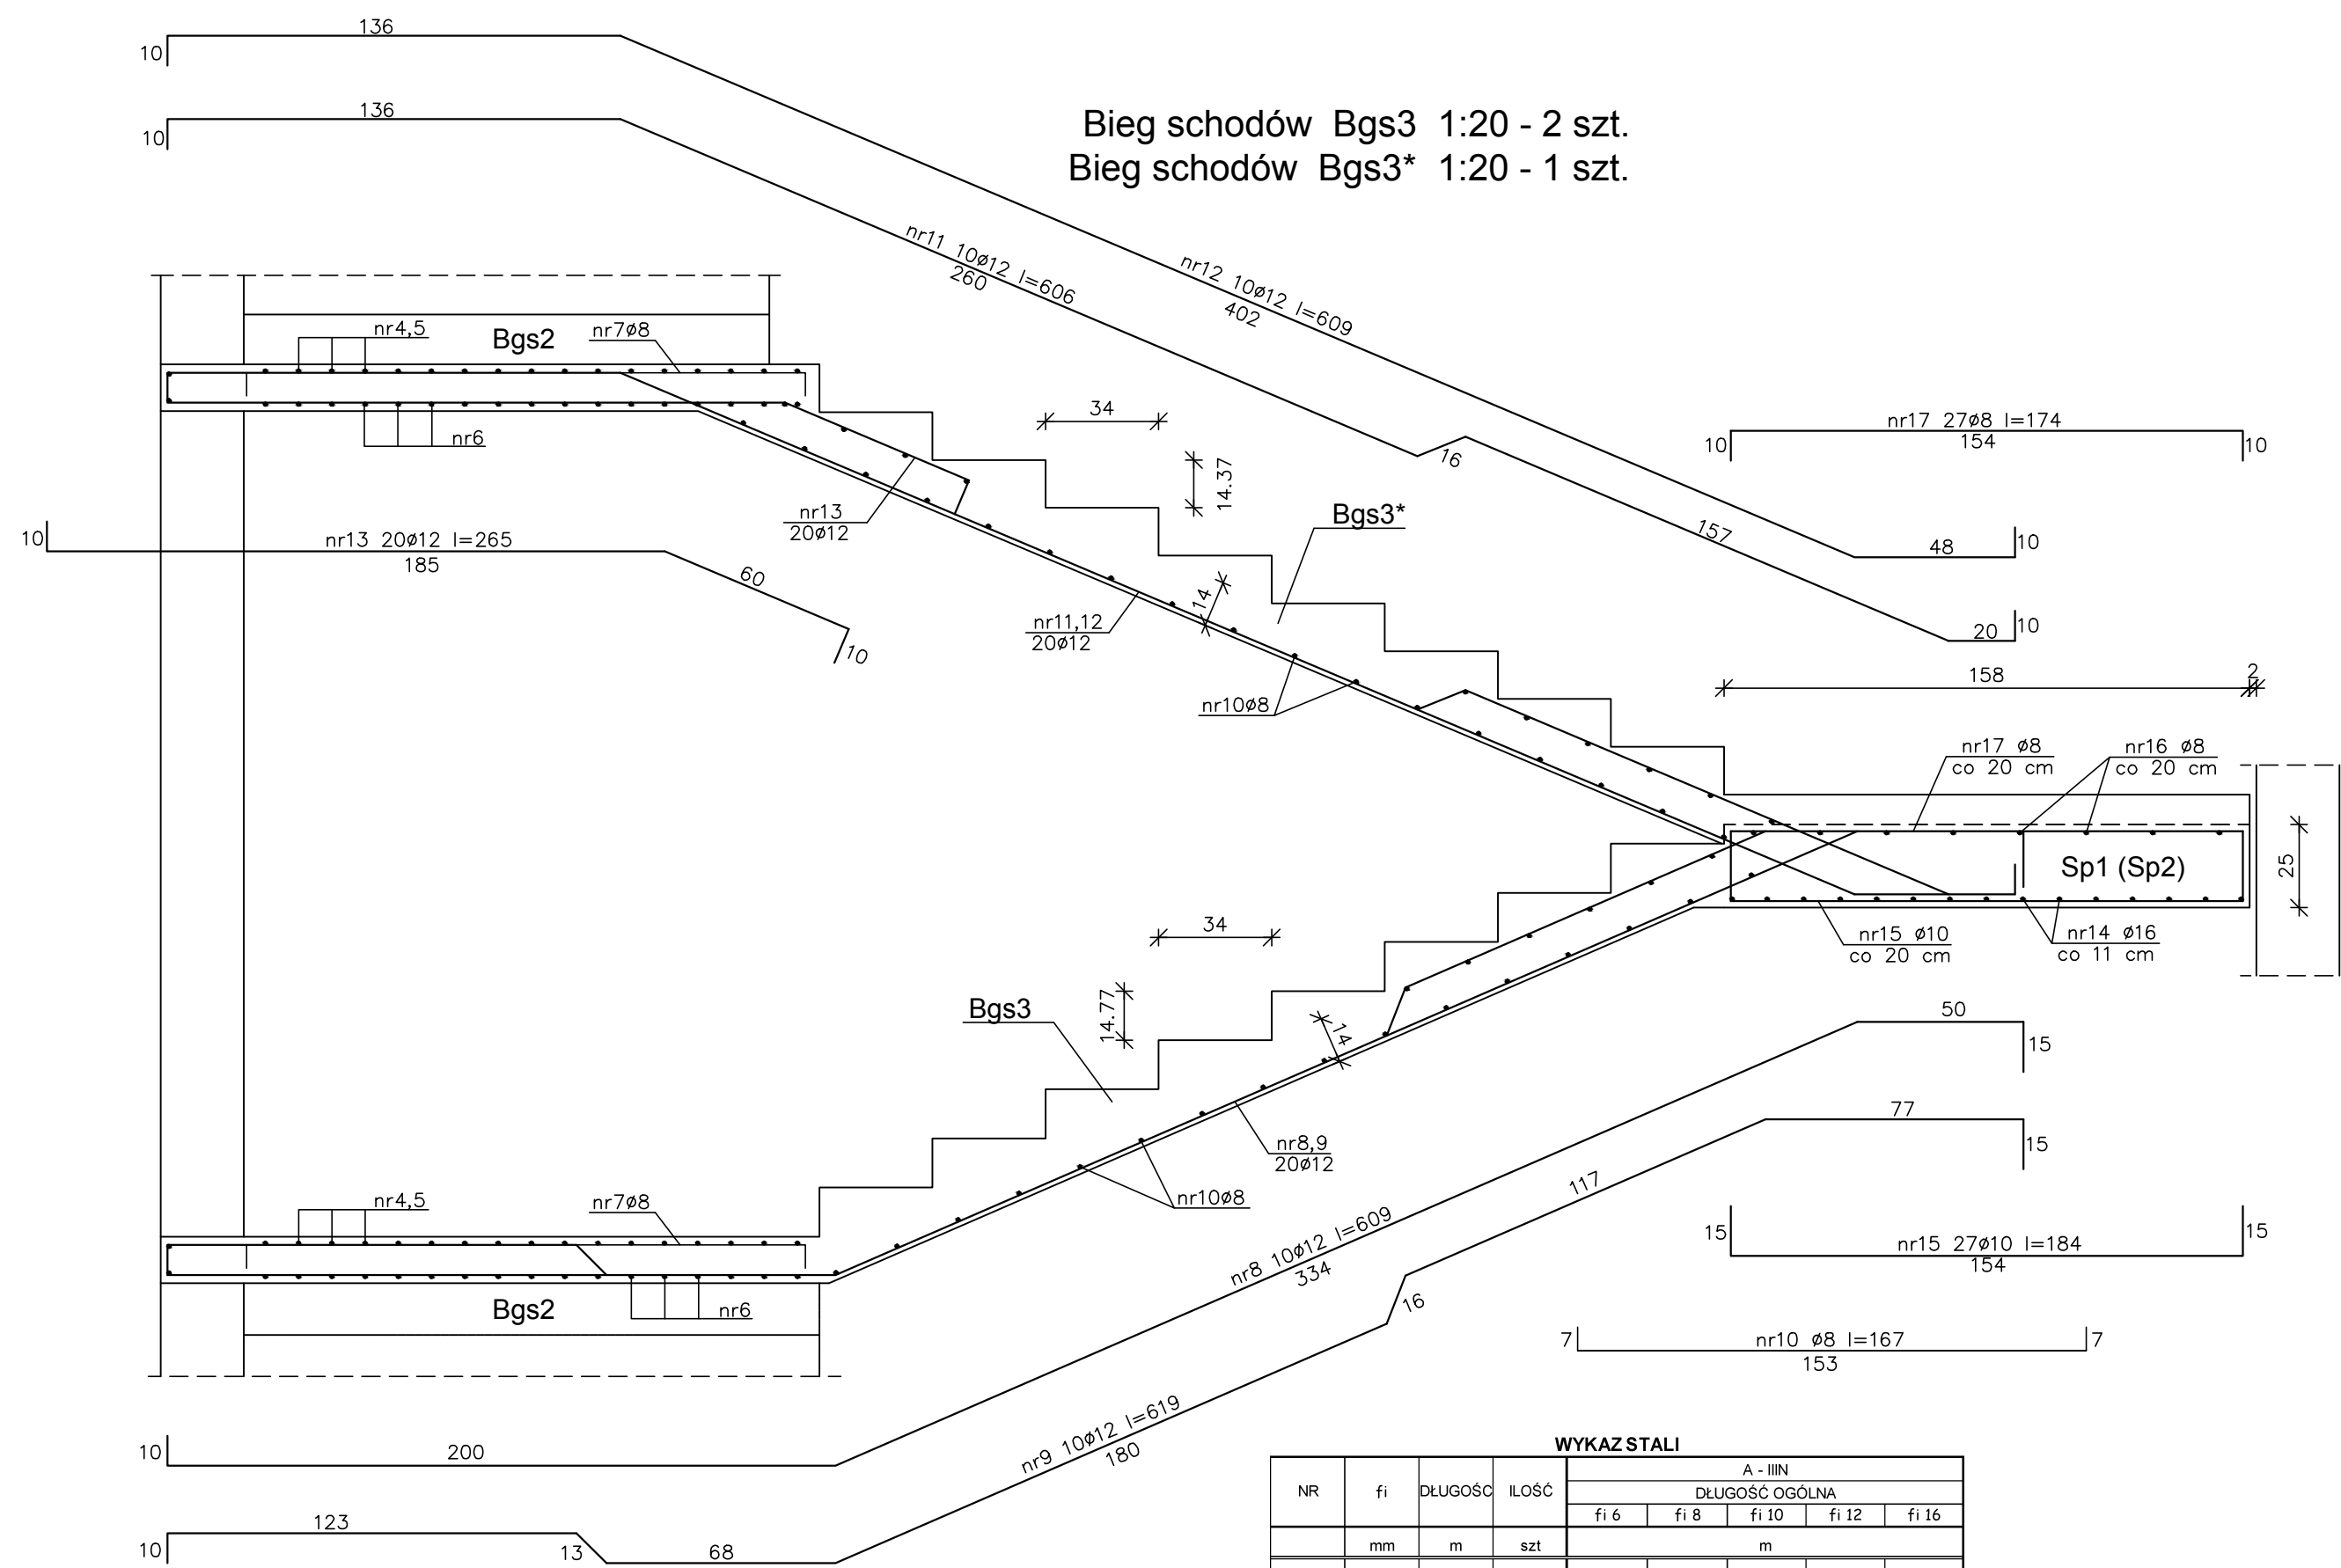 136
10
136
10
Bieg schodów Bgs3 1:20 - 2 szt.
Bieg schodów Bgs3* 1:20 - 1 szt.
nr11 10ø12 l=606
260
nr12 10ø12 l=609
402
nr4,5
Bgs2
nr7ø8
nr6
34
14.37
16
nr17 27ø8 l=174
154
10
10
nr13
20ø12
Bgs3*
10
nr13 20ø12 l=265
185
60
10
157
48
10
14
nr11,12
20ø12
20
10
158
2
nr10ø8
nr17 ø8
co 20 cm
nr16 ø8
co 20 cm
Sp1 (Sp2)
25
34
nr15 ø10
co 20 cm
nr14 ø16
co 11 cm
Bgs3
14.77
14
50
15
77
15
nr8,9
20ø12
117
nr10ø8
nr4,5
nr7ø8
nr8 10ø12 l=609
334
15
nr15 27ø10 l=184
154
15
Bgs2
nr6
16
7
nr10 ø8 l=167
153
7
10
200
nr9 10ø12 l=619
180
WYKAZ STALI
NR
fi
DŁUGOŚC
ILOŚĆ
A - IIIN
DŁUGOŚĆ OGÓLNA
fi 6 fi 8 fi 10 fi 12 fi 16
mm m szt m
123
10
13
68